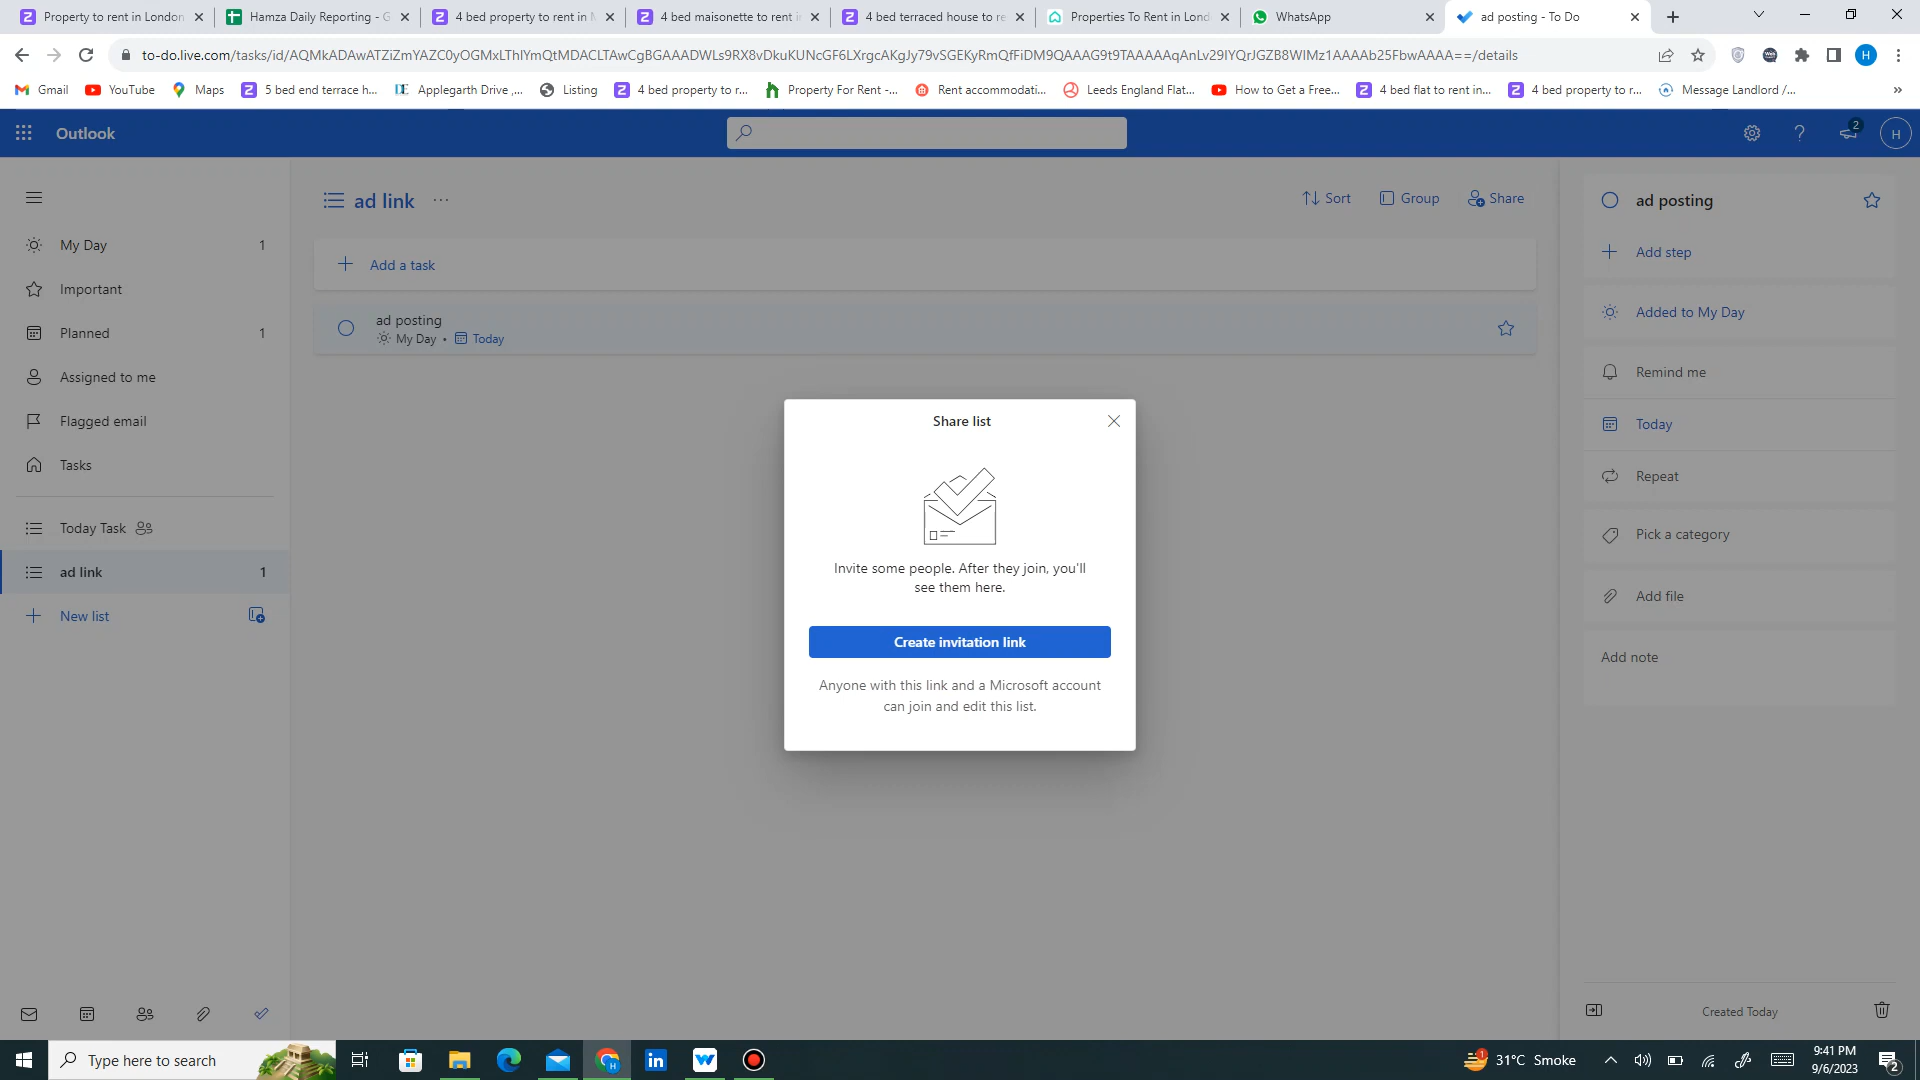 Property to rent in London
Hamza Daily Reporting - G
4 bed property to rent in M
4 bed maisonette to rent in
4 bed terraced house to re
Properties To Rent in Lond
WhatsApp
ad posting - To Do
Gmail
YouTube
Maps
5 bed end terrace h...
Applegarth Drive ,...
Listing
4 bed property to r...
Property For Rent -...
Rent accommodati...
Leeds England Flat...
How to Get a Free...
4 bed flat to rent in...
4 bed property to r...
Message Landlord /...
Outlook
2
H
My Day 1
Important
Planned 1
Assigned to me
Flagged email
Tasks
Today Task
ad link 1
New list
ad link
Sort
Group
Share
Add a task
ad posting
My Day • Today
Share list
Invite some people. After they join, you'll
see them here.
Create invitation link
Anyone with this link and a Microsoft account
can join and edit this list.
ad posting
Add step
Added to My Day
Remind me
Today
Repeat
Pick a category
Add file
Add note
Created Today
Type here to search
31°C Smoke
9:41 PM
9/6/2023
2